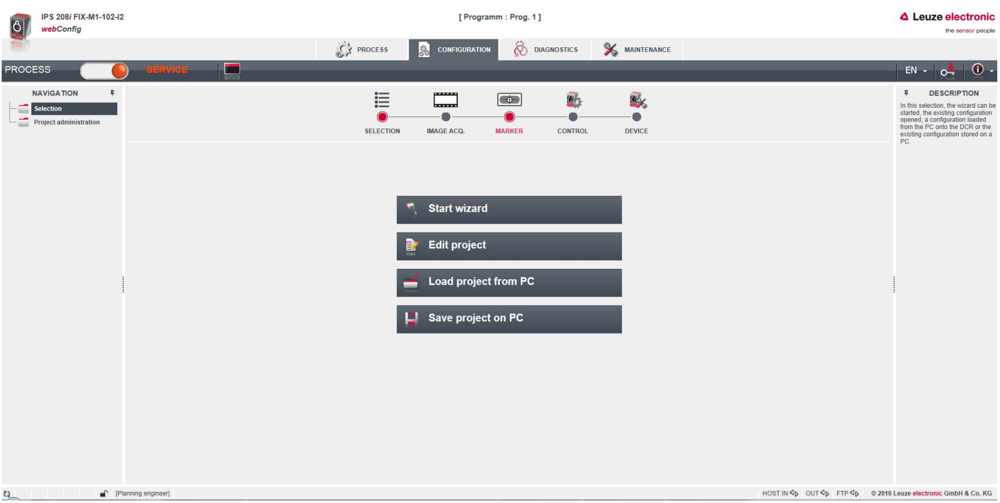 IPS 208i FIX-M1-102-I2
webConfig
[ Programm : Prog. 1 ]
Leuze electronic
the sensor people
PROCESS
CONFIGURATION
DIAGNOSTICS
MAINTENANCE
PROCESS
SERVICE
EN
NAVIGATION
Selection
Project administration
SELECTION
IMAGE ACQ.
MARKER
CONTROL
DEVICE
Start wizard
Edit project
Load project from PC
Save project on PC
DESCRIPTION
In this selection, the wizard can be
started, the existing configuration
opened, a configuration loaded
from the PC onto the DCR or the
existing configuration stored on a
PC.
[Planning engineer]
HOST IN
OUT
FTP
© 2016 Leuze electronic GmbH & Co. KG